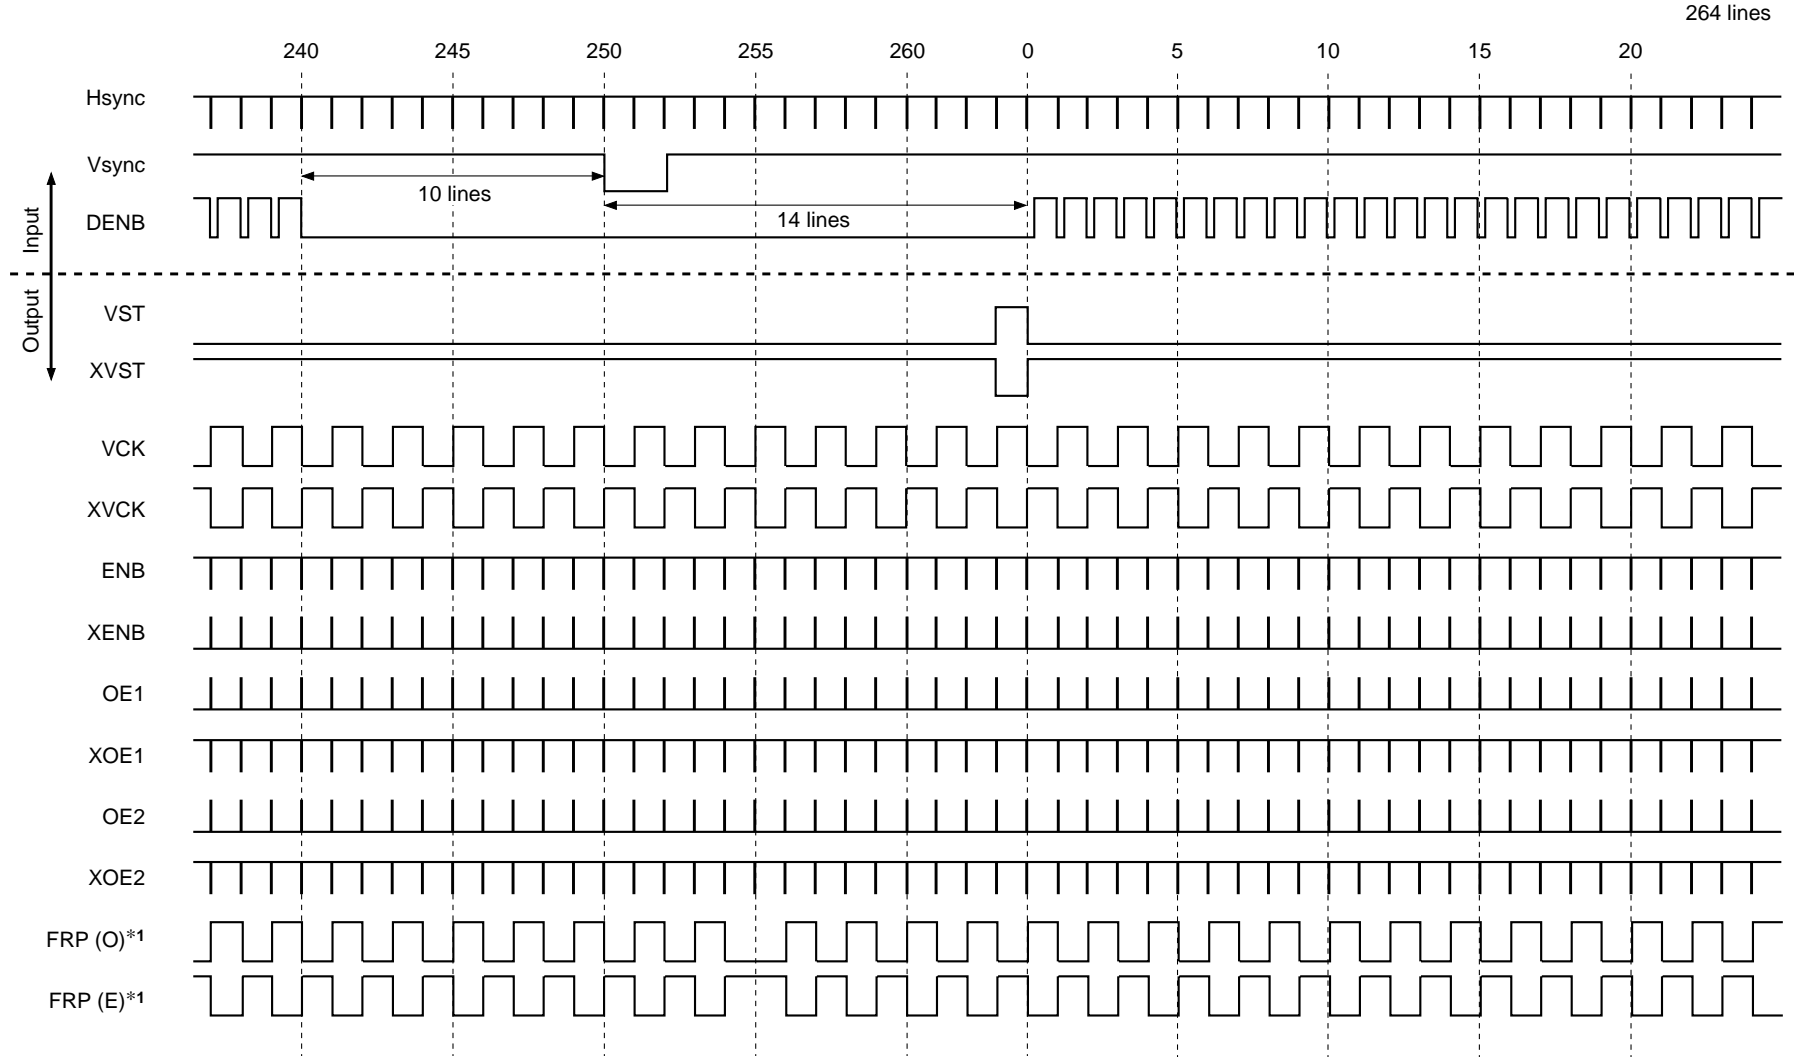 264 lines
240 245 250 255 260 0 5 10 15 20
Hsync
Vsync
10 lines
DENB
14 lines
Input
Output
VST
XVST
VCK
XVCK
ENB
XENB
OE1
XOE1
OE2
XOE2
FRP (O)*1
FRP (E)*1